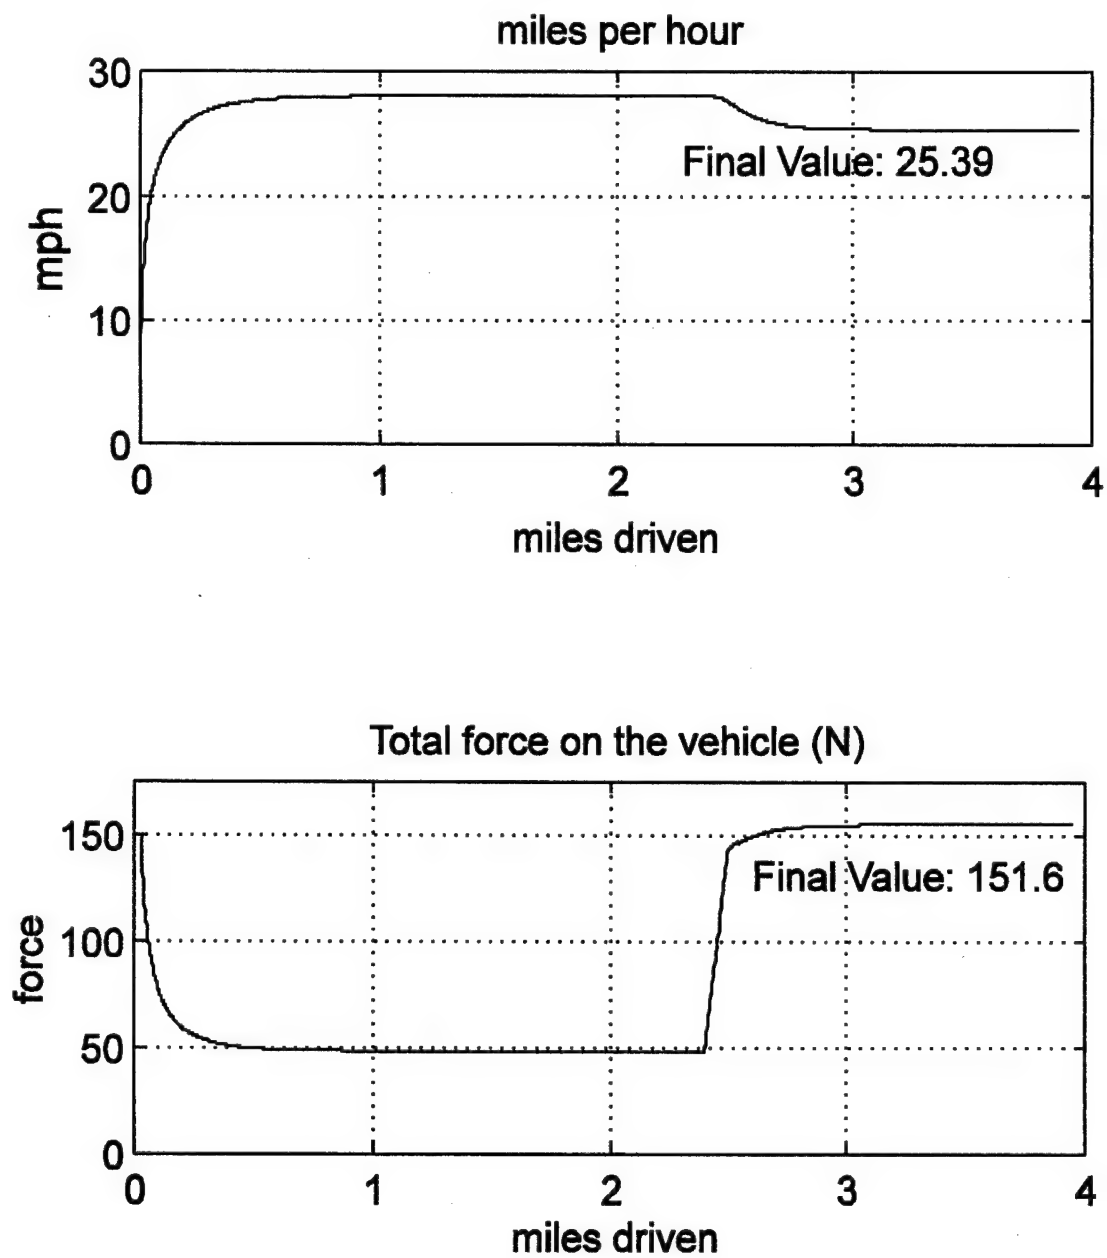 miles per hour
30
20
10
0
mph
Final Value: 25.39
0 1 2 3 4
miles driven
Total force on the vehicle (N)
150
100
50
0
force
Final Value: 151.6
0 1 2 3 4
miles driven